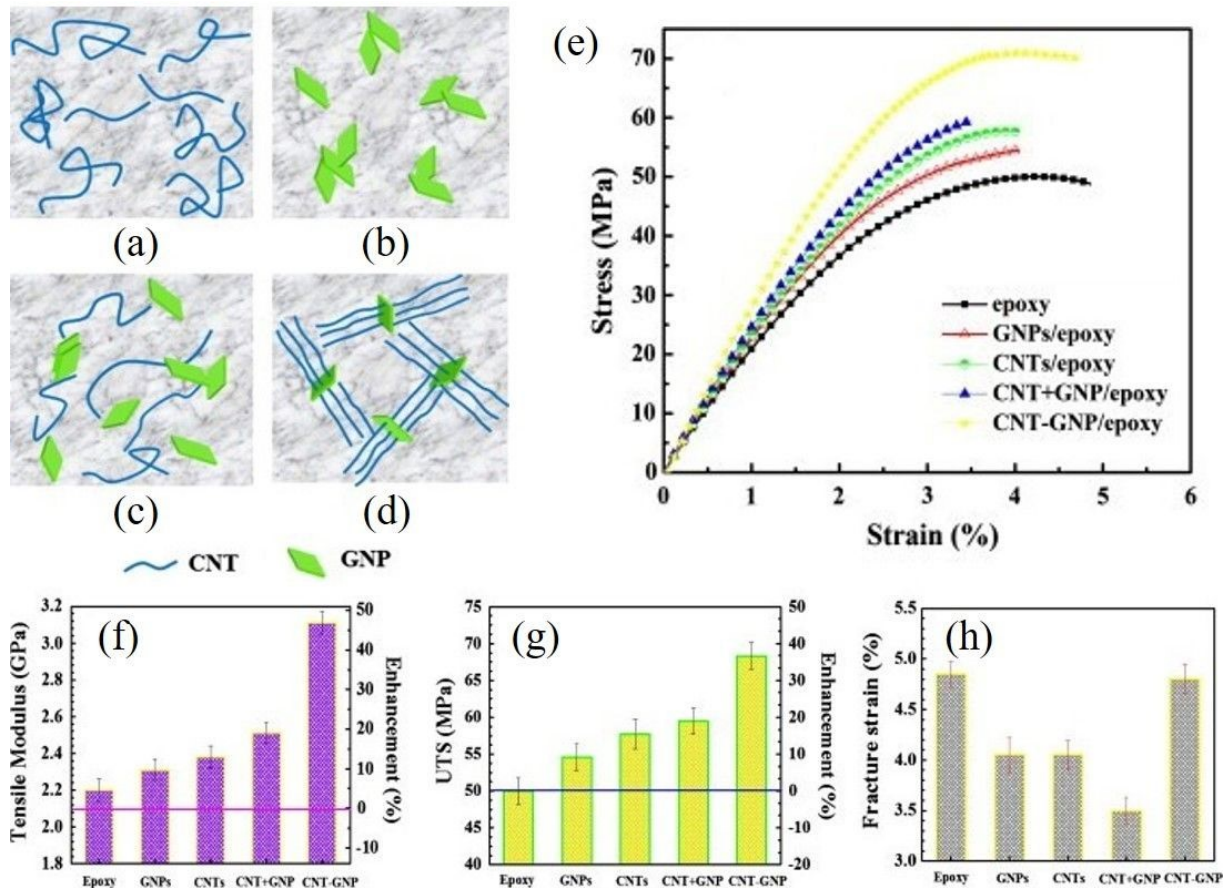 (a)
(b)
(c)
(d)
CNT
GNP
(e)
Stress (MPa)
70
60
50
40
30
20
10
0
0 1 2 3 4 5 6
Strain (%)
epoxy
GNPs/epoxy
CNTs/epoxy
CNT+GNP/epoxy
CNT-GNP/epoxy
(f)
Tensile Modulus (GPa)
3.2
3.0
2.8
2.6
2.4
2.2
2.0
1.8
50
40
30
20
10
0
-10
Enhancement (%)
Epoxy GNPs CNTs CNT+GNP CNT-GNP
(g)
UTS (MPa)
75
70
65
60
55
50
45
40
50
40
30
20
10
0
-10
-20
Enhancement (%)
Epoxy GNPs CNTs CNT+GNP CNT-GNP
(h)
Fracture strain (%)
5.5
5.0
4.5
4.0
3.5
3.0
Epoxy GNPs CNTs CNT+GNP CNT-GNP